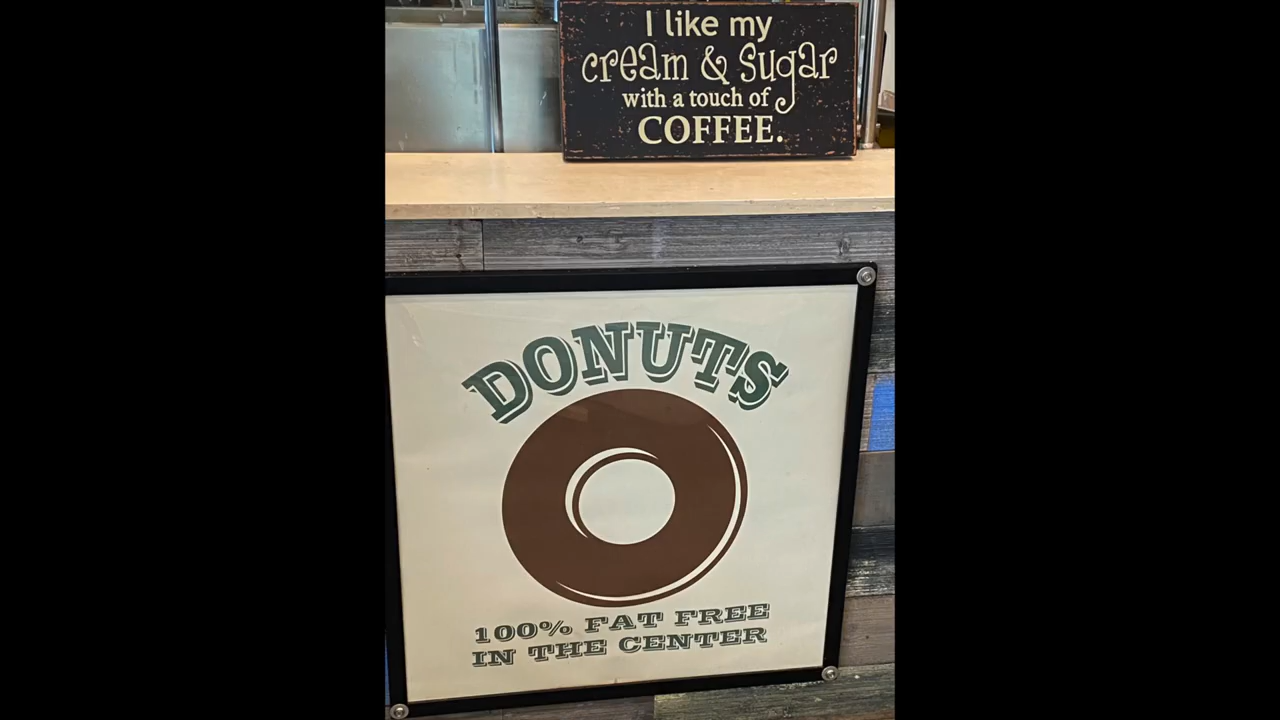 I like my
cream & sugar
with a touch of
COFFEE.
DONUTS
100% FAT FREE
IN THE CENTER